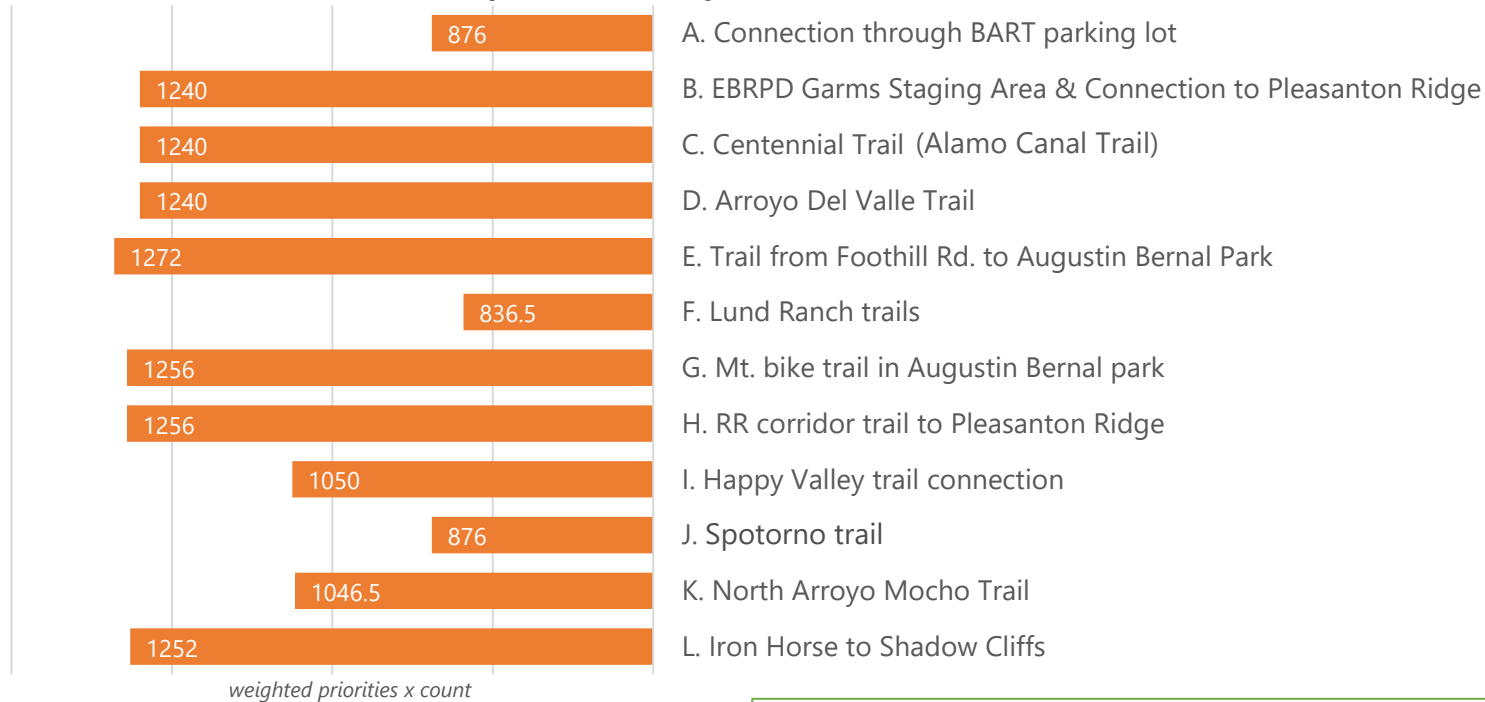 876 A. Connection through BART parking lot
1240 B. EBRPD Garms Staging Area & Connection to Pleasanton Ridge
1240 C. Centennial Trail (Alamo Canal Trail)
1240 D. Arroyo Del Valle Trail
1272 E. Trail from Foothill Rd. to Augustin Bernal Park
836.5 F. Lund Ranch trails
1256 G. Mt. bike trail in Augustin Bernal park
1256 H. RR corridor trail to Pleasanton Ridge
1050 I. Happy Valley trail connection
876 J. Spotorno trail
1046.5 K. North Arroyo Mocho Trail
1252 L. Iron Horse to Shadow Cliffs
weighted priorities x count